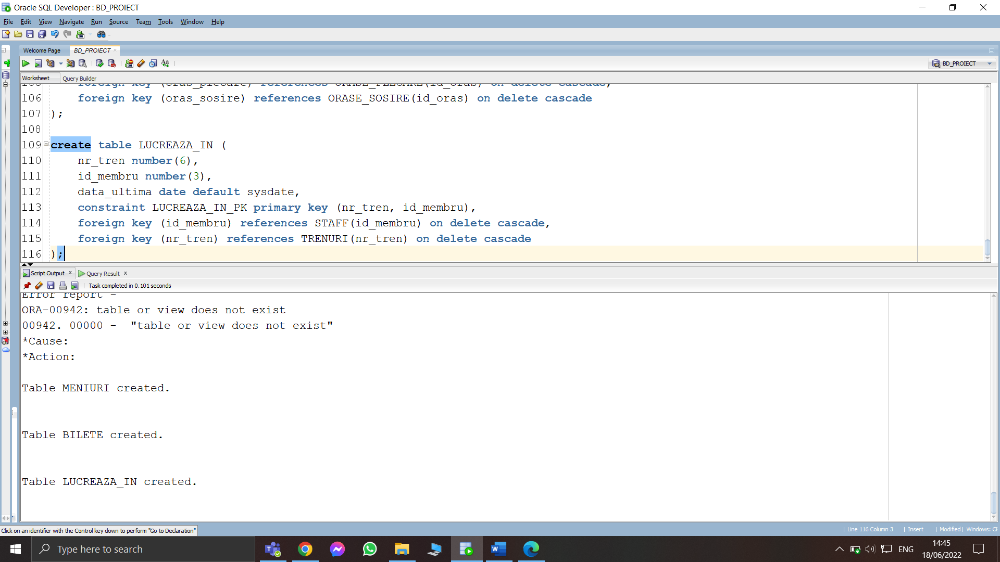 Oracle SQL Developer : BD_PROIECT
File Edit View Navigate Run Source Team Tools Window Help
Welcome Page BD_PROIECT
BD_PROIECT
Worksheet Query Builder
105 foreign key (oras_plecare) references ORASE_PLECARE(id_oras) on delete cascade,
106 foreign key (oras_sosire) references ORASE_SOSIRE(id_oras) on delete cascade
107 );
108
109 create table LUCREAZA_IN (
110 nr_tren number(6),
111 id_membru number(3),
112 data_ultima date default sysdate,
113 constraint LUCREAZA_IN_PK primary key (nr_tren, id_membru),
114 foreign key (id_membru) references STAFF(id_membru) on delete cascade,
115 foreign key (nr_tren) references TRENURI(nr_tren) on delete cascade
116 );
Script Output x Query Result x
Task completed in 0.101 seconds
Error report -
ORA-00942: table or view does not exist
00942. 00000 - "table or view does not exist"
*Cause:
*Action:
Table MENIURI created.
Table BILETE created.
Table LUCREAZA_IN created.
Click on an identifier with the Control key down to perform "Go to Declaration"
Line 116 Column 3 | Insert | Modified | Windows: CF
Type here to search
ENG
14:45
18/06/2022